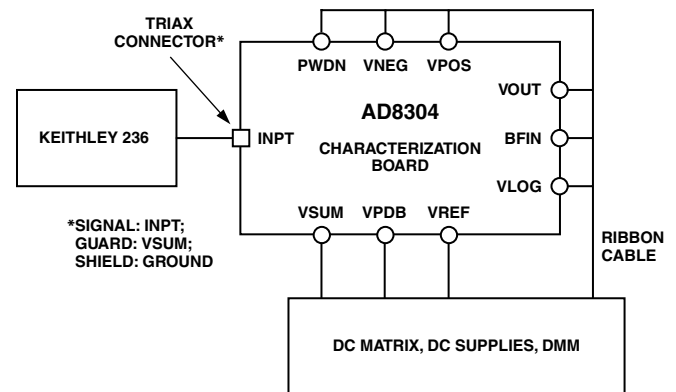 TRIAX
CONNECTOR*
PWDN VNEG VPOS
VOUT
AD8304
KEITHLEY 236
INPT
BFIN
CHARACTERIZATION
BOARD
VLOG
*SIGNAL: INPT;
GUARD: VSUM;
SHIELD: GROUND
VSUM VPDB VREF
RIBBON
CABLE
DC MATRIX, DC SUPPLIES, DMM